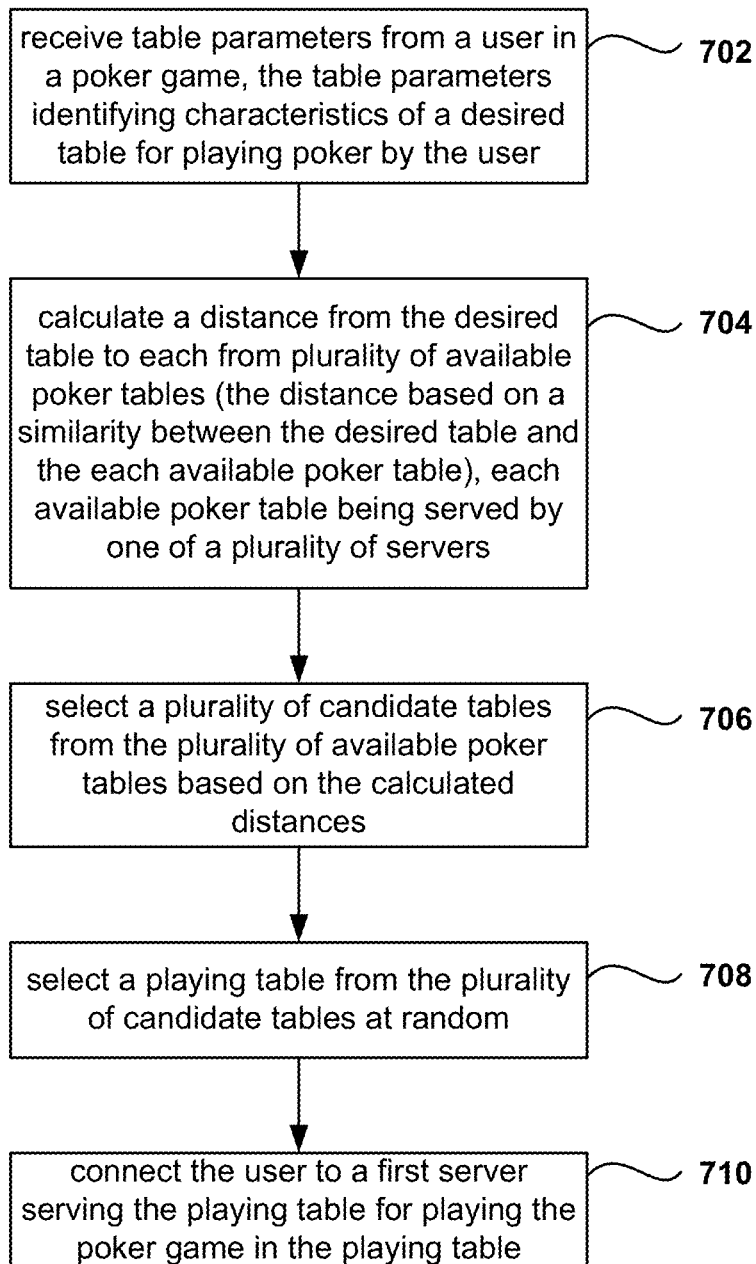 receive table parameters from a user in
a poker game, the table parameters
identifying characteristics of a desired
table for playing poker by the user
702
calculate a distance from the desired
table to each from plurality of available
poker tables (the distance based on a
similarity between the desired table and
the each available poker table), each
available poker table being served by
one of a plurality of servers
704
select a plurality of candidate tables
from the plurality of available poker
tables based on the calculated
distances
706
select a playing table from the plurality
of candidate tables at random
708
connect the user to a first server
serving the playing table for playing the
poker game in the playing table
710